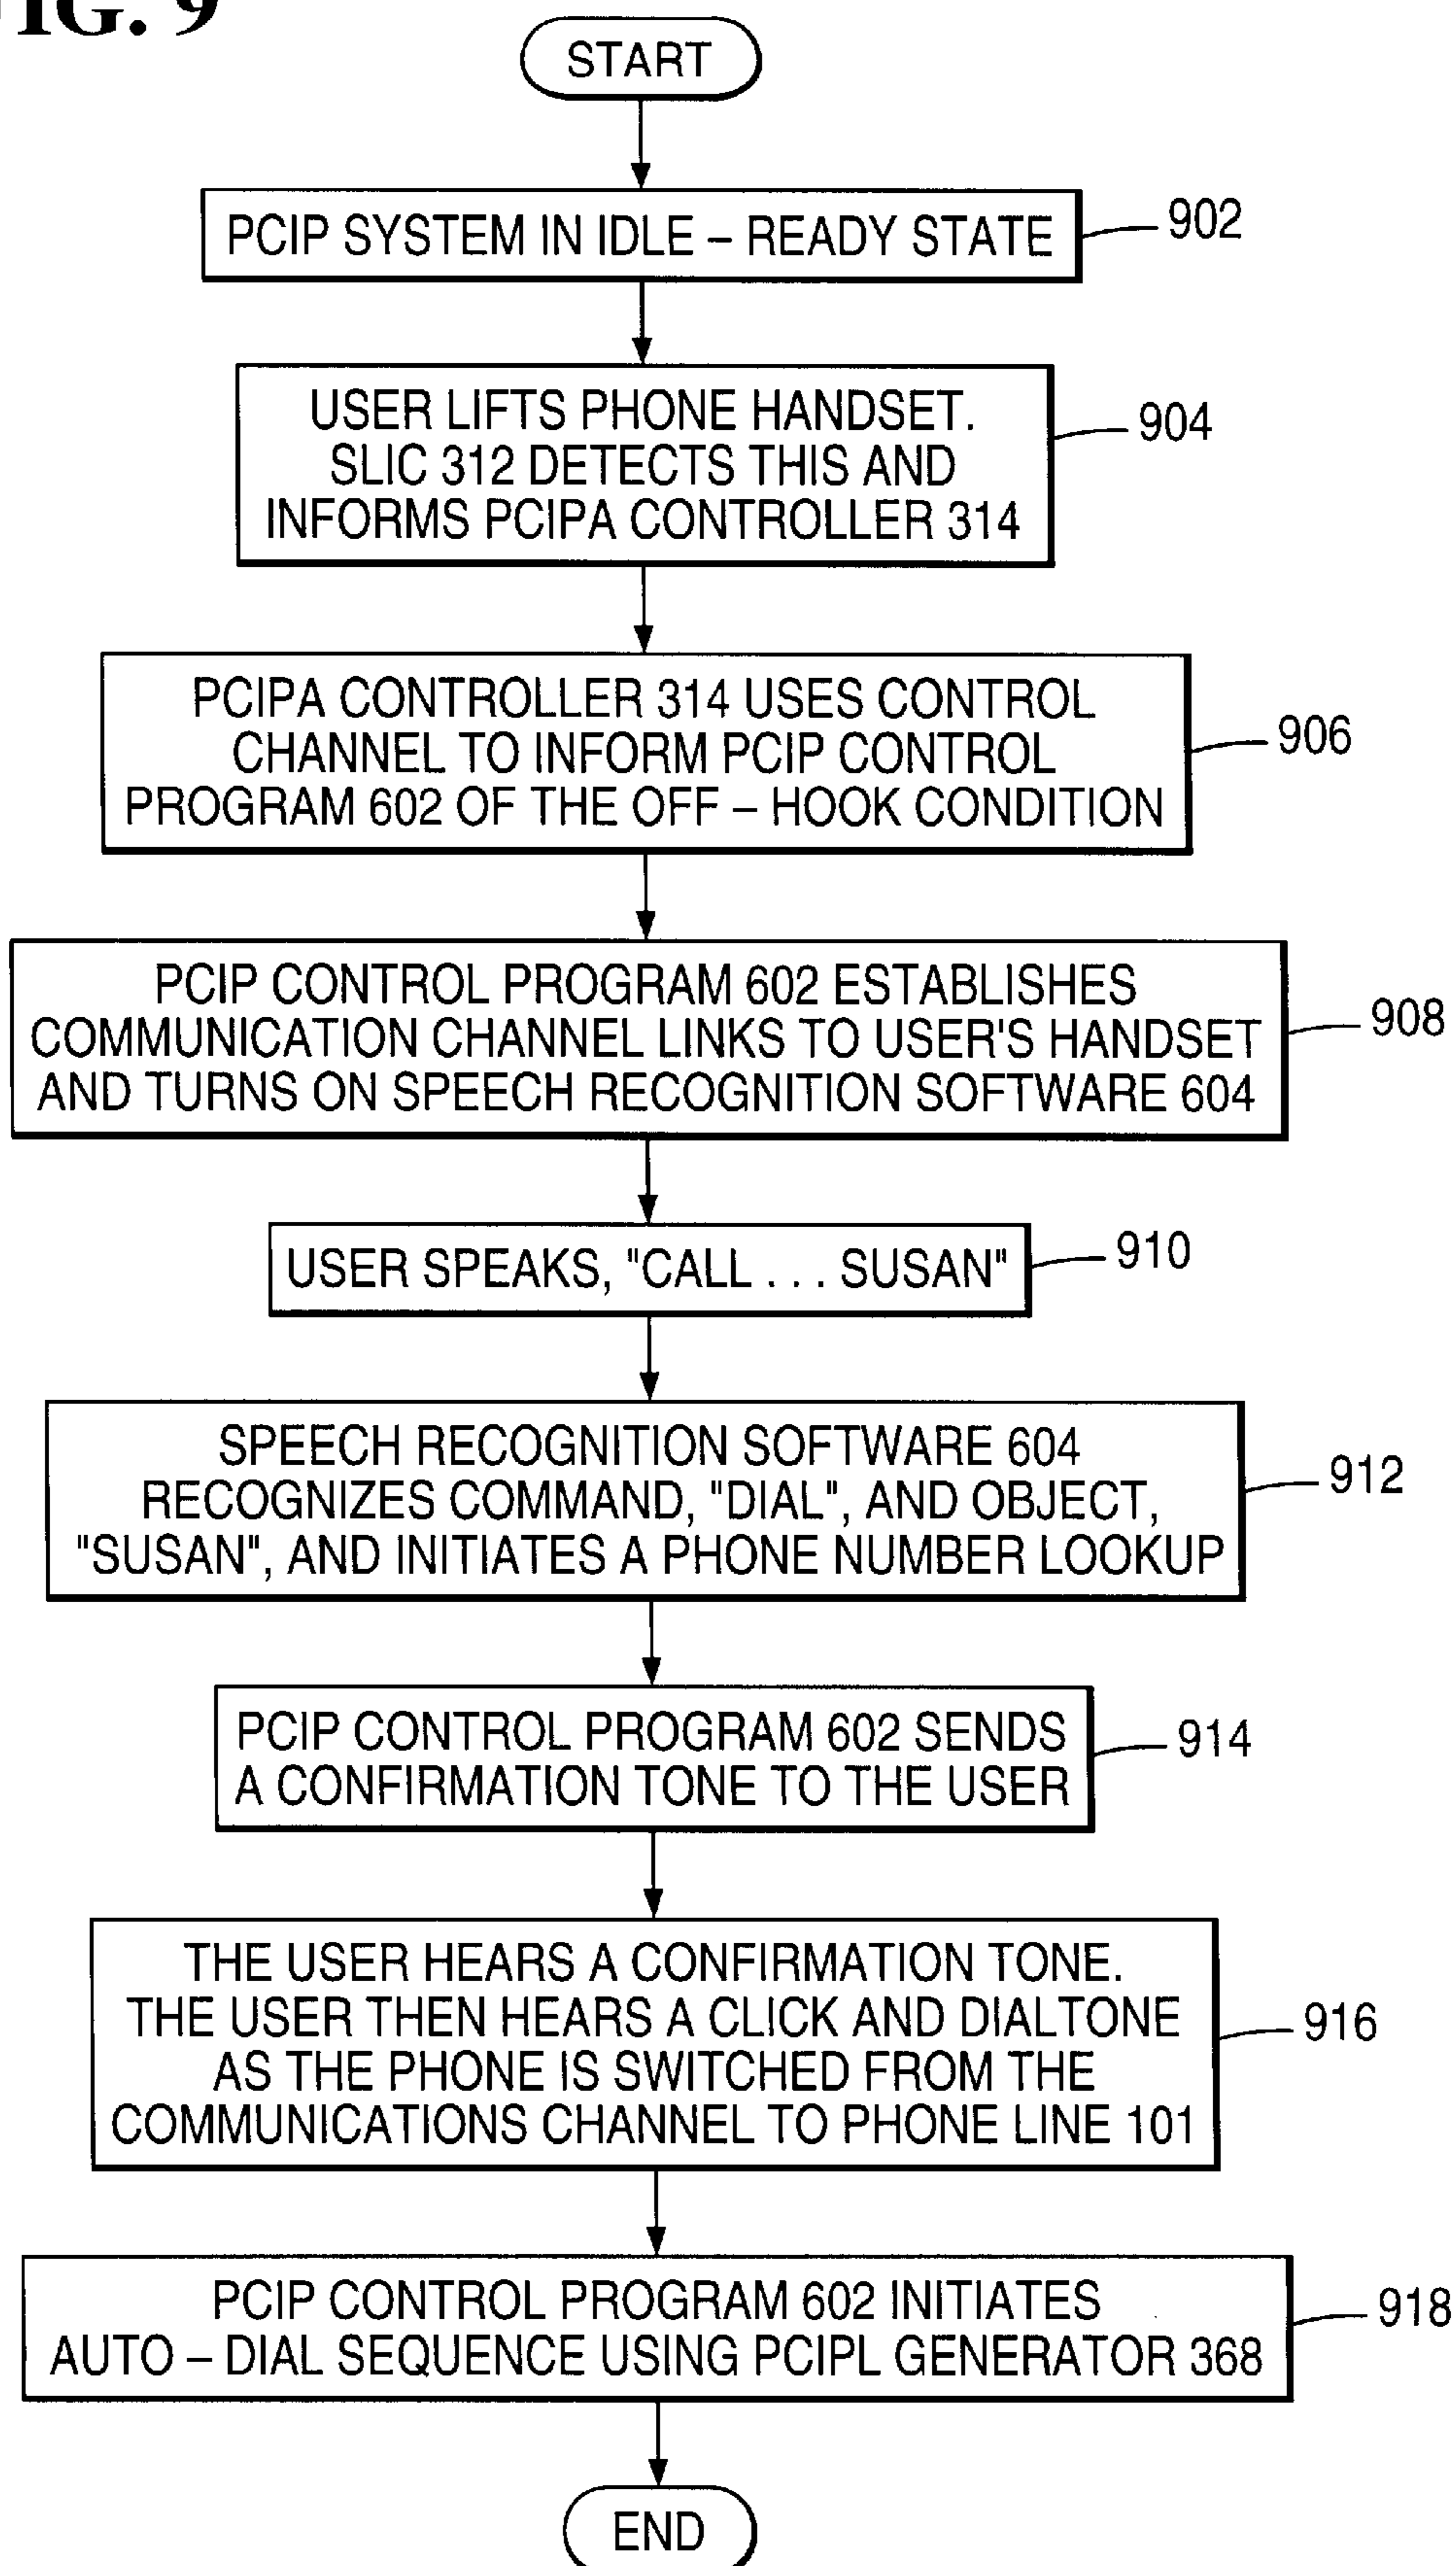 FIG. 9
START
PCIP SYSTEM IN IDLE – READY STATE
902
USER LIFTS PHONE HANDSET.
SLIC 312 DETECTS THIS AND
INFORMS PCIPA CONTROLLER 314
904
PCIPA CONTROLLER 314 USES CONTROL
CHANNEL TO INFORM PCIP CONTROL
PROGRAM 602 OF THE OFF – HOOK CONDITION
906
PCIP CONTROL PROGRAM 602 ESTABLISHES
COMMUNICATION CHANNEL LINKS TO USER'S HANDSET
AND TURNS ON SPEECH RECOGNITION SOFTWARE 604
908
USER SPEAKS, "CALL . . . SUSAN"
910
SPEECH RECOGNITION SOFTWARE 604
RECOGNIZES COMMAND, "DIAL", AND OBJECT,
"SUSAN", AND INITIATES A PHONE NUMBER LOOKUP
912
PCIP CONTROL PROGRAM 602 SENDS
A CONFIRMATION TONE TO THE USER
914
THE USER HEARS A CONFIRMATION TONE.
THE USER THEN HEARS A CLICK AND DIALTONE
AS THE PHONE IS SWITCHED FROM THE
COMMUNICATIONS CHANNEL TO PHONE LINE 101
916
PCIP CONTROL PROGRAM 602 INITIATES
AUTO – DIAL SEQUENCE USING PCIPL GENERATOR 368
918
END